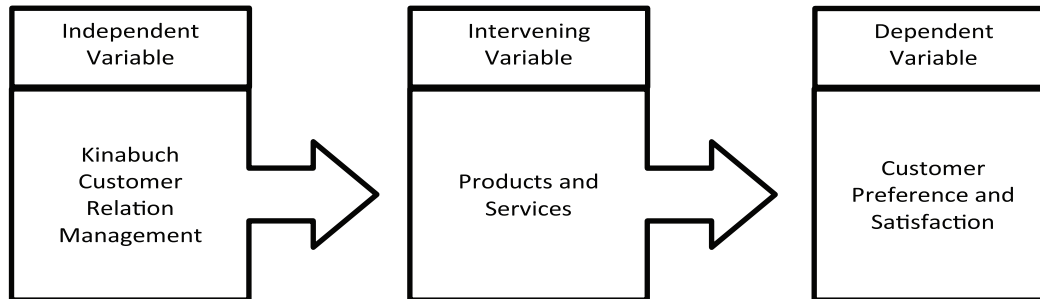 Independent
Variable
Kinabuch
Customer
Relation
Management
Intervening
Variable
Products and
Services
Dependent
Variable
Customer
Preference and
Satisfaction